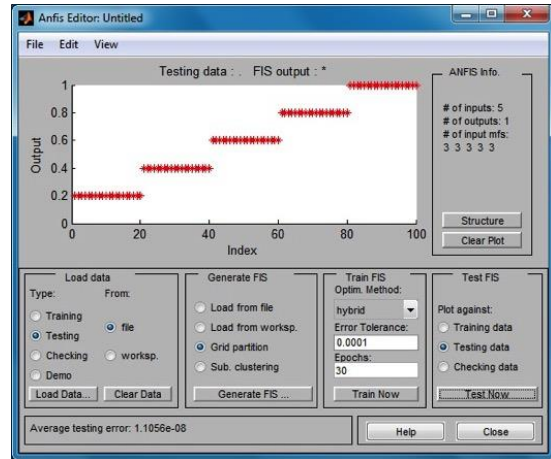 Anfis Editor: Untitled
File Edit View
Testing data : . FIS output : *
1
0.8
0.6
0.4
0.2
0
Output
0 20 40 60 80 100
Index
ANFIS Info.
# of inputs: 5
# of outputs: 1
# of input mfs:
3 3 3 3 3
Structure
Clear Plot
Load data
Type: From:
Training
Testing
Checking
Demo
file
worksp.
Load Data... Clear Data
Generate FIS
Load from file
Load from worksp.
Grid partition
Sub. clustering
Generate FIS ...
Train FIS
Optim. Method:
hybrid
Error Tolerance:
0.0001
Epochs:
30
Train Now
Test FIS
Plot against:
Training data
Testing data
Checking data
Test Now
Average testing error: 1.1056e-08
Help Close